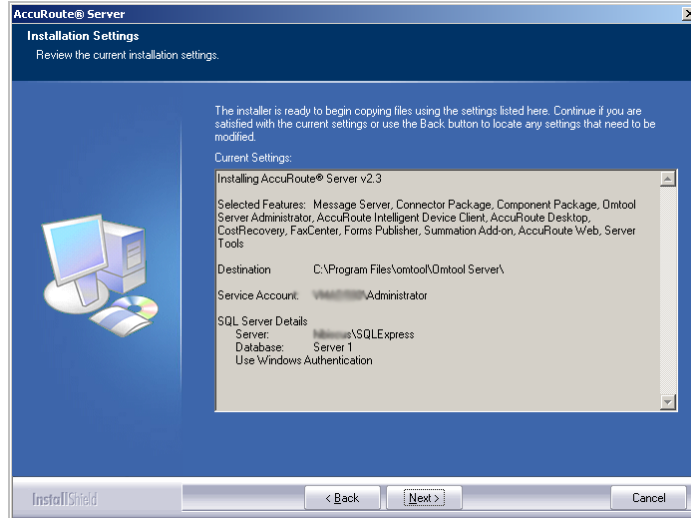 AccuRoute® Server
Installation Settings
Review the current installation settings.
The installer is ready to begin copying files using the settings listed here. Continue if you are
satisfied with the current settings or use the Back button to locate any settings that need to be
modified.
Current Settings:
Installing AccuRoute® Server v2.3
Selected Features: Message Server, Connector Package, Component Package, Omtool
Server Administrator, AccuRoute Intelligent Device Client, AccuRoute Desktop,
CostRecovery, FaxCenter, Forms Publisher, Summation Add-on, AccuRoute Web, Server
Tools
Destination C:\Program Files\omtool\Omtool Server\
Service Account: \Administrator
SQL Server Details
Server: \SQLExpress
Database: Server 1
Use Windows Authentication
InstallShield
< Back
Next >
Cancel